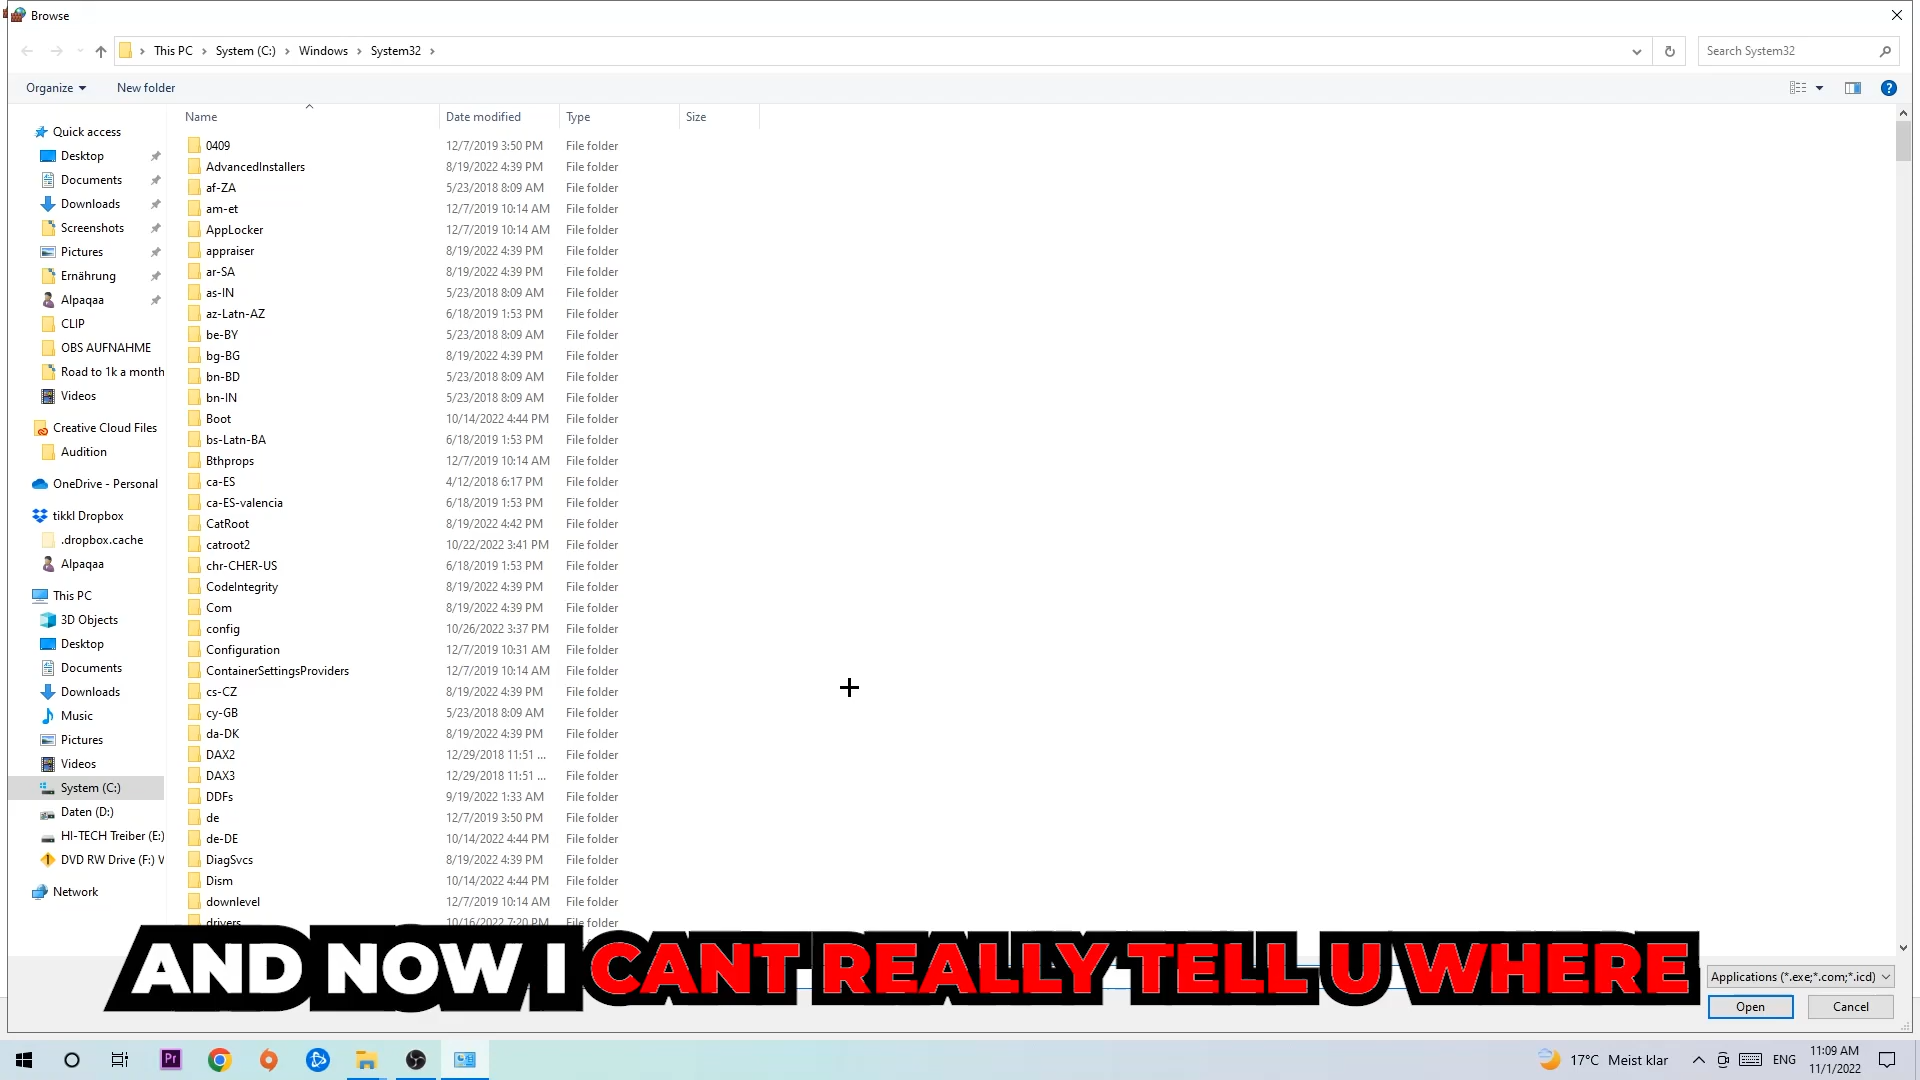 Browse
This PC > System (C:) > Windows > System32 >
Search System32
Organize
New folder
Name
Date modified
Type
Size
Quick access
Desktop
Documents
Downloads
Screenshots
Pictures
Ernährung
Alpaqaa
CLIP
OBS AUFNAHME
Road to 1k a month
Videos
Creative Cloud Files
Audition
OneDrive - Personal
tikkl Dropbox
.dropbox.cache
Alpaqaa
This PC
3D Objects
Desktop
Documents
Downloads
Music
Pictures
Videos
System (C:)
Daten (D:)
HI-TECH Treiber (E:)
DVD RW Drive (F:) V
Network
0409 12/7/2019 3:50 PM File folder
AdvancedInstallers 8/19/2022 4:39 PM File folder
af-ZA 5/23/2018 8:09 AM File folder
am-et 12/7/2019 10:14 AM File folder
AppLocker 12/7/2019 10:14 AM File folder
appraiser 8/19/2022 4:39 PM File folder
ar-SA 8/19/2022 4:39 PM File folder
as-IN 5/23/2018 8:09 AM File folder
az-Latn-AZ 6/18/2019 1:53 PM File folder
be-BY 5/23/2018 8:09 AM File folder
bg-BG 8/19/2022 4:39 PM File folder
bn-BD 5/23/2018 8:09 AM File folder
bn-IN 5/23/2018 8:09 AM File folder
Boot 10/14/2022 4:44 PM File folder
bs-Latn-BA 6/18/2019 1:53 PM File folder
Bthprops 12/7/2019 10:14 AM File folder
ca-ES 4/12/2018 6:17 PM File folder
ca-ES-valencia 6/18/2019 1:53 PM File folder
CatRoot 8/19/2022 4:42 PM File folder
catroot2 10/22/2022 3:41 PM File folder
chr-CHER-US 6/18/2019 1:53 PM File folder
CodeIntegrity 8/19/2022 4:39 PM File folder
Com 8/19/2022 4:39 PM File folder
config 10/26/2022 3:37 PM File folder
Configuration 12/7/2019 10:31 AM File folder
ContainerSettingsProviders 12/7/2019 10:14 AM File folder
cs-CZ 8/19/2022 4:39 PM File folder
cy-GB 5/23/2018 8:09 AM File folder
da-DK 8/19/2022 4:39 PM File folder
DAX2 12/29/2018 11:51 ... File folder
DAX3 12/29/2018 11:51 ... File folder
DDFs 9/19/2022 1:33 AM File folder
de 12/7/2019 3:50 PM File folder
de-DE 10/14/2022 4:44 PM File folder
DiagSvcs 8/19/2022 4:39 PM File folder
Dism 10/14/2022 4:44 PM File folder
downlevel 12/7/2019 10:14 AM File folder
drivers 10/16/2022 7:20 PM File folder
AND NOW I CANT REALLY TELL U WHERE
Applications (*.exe;*.com;*.icd)
Open
Cancel
Pr
17°C Meist klar
ENG
11:09 AM
11/1/2022